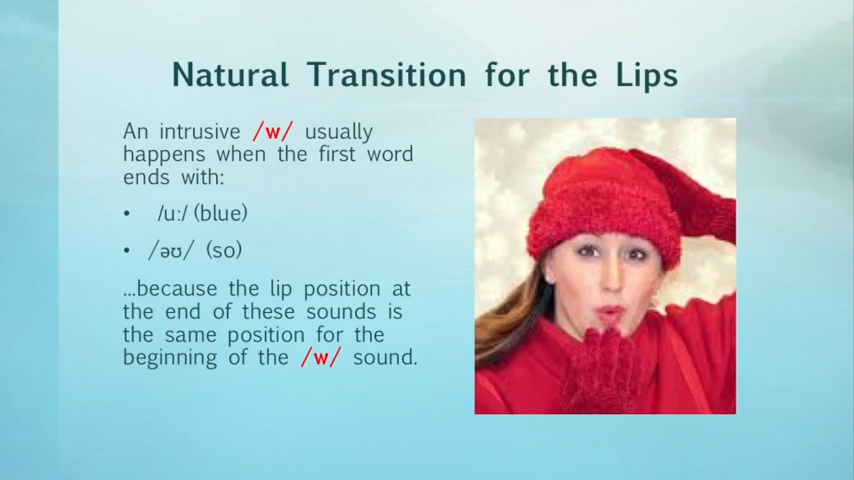 Natural Transition for the Lips
An intrusive /w/ usually
happens when the first word
ends with:
• /u:/ (blue)
• /əʊ/ (so)
...because the lip position at
the end of these sounds is
the same position for the
beginning of the /w/ sound.